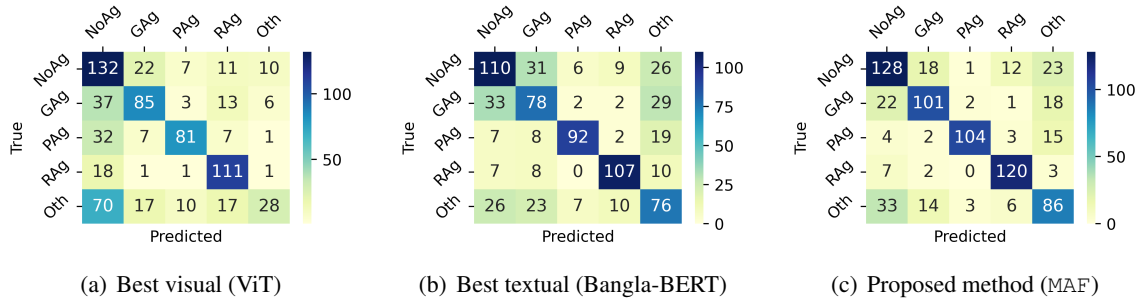 NoAg GAg PAg RAg Oth
NoAg 132 22 7 11 10
GAg 37 85 3 13 6
PAg 32 7 81 7 1
RAg 18 1 1 111 1
Oth 70 17 10 17 28
True
Predicted
100
50
(a) Best visual (ViT)
NoAg GAg PAg RAg Oth
NoAg 110 31 6 9 26
GAg 33 78 2 2 29
PAg 7 8 92 2 19
RAg 7 8 0 107 10
Oth 26 23 7 10 76
True
Predicted
100
75
50
25
0
(b) Best textual (Bangla-BERT)
NoAg GAg PAg RAg Oth
NoAg 128 18 1 12 23
GAg 22 101 2 1 18
PAg 4 2 104 3 15
RAg 7 2 0 120 3
Oth 33 14 3 6 86
True
Predicted
100
50
0
(c) Proposed method (MAF)